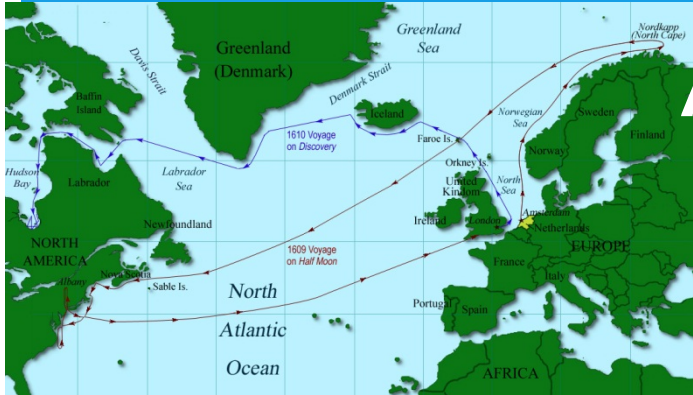 Greenland
(Denmark)
Greenland
Sea
Nordkapp
(North Cape)
Davis Strait
Denmark Strait
Baffin
Island
Iceland
Norwegian
Sea
Sweden
Finland
Norway
1610 Voyage
on Discovery
Faroe Is.
Orkney Is.
North
Sea
Hudson
Bay
Labrador
Labrador
Sea
United
Kindom
Ireland
London
Amsterdam
Netherlands
Newfoundland
NORTH
AMERICA
EUROPE
1609 Voyage
on Half Moon
France
Italy
Albany
Nova Scotia
Sable Is.
Portugal
Spain
North
Atlantic
Ocean
AFRICA